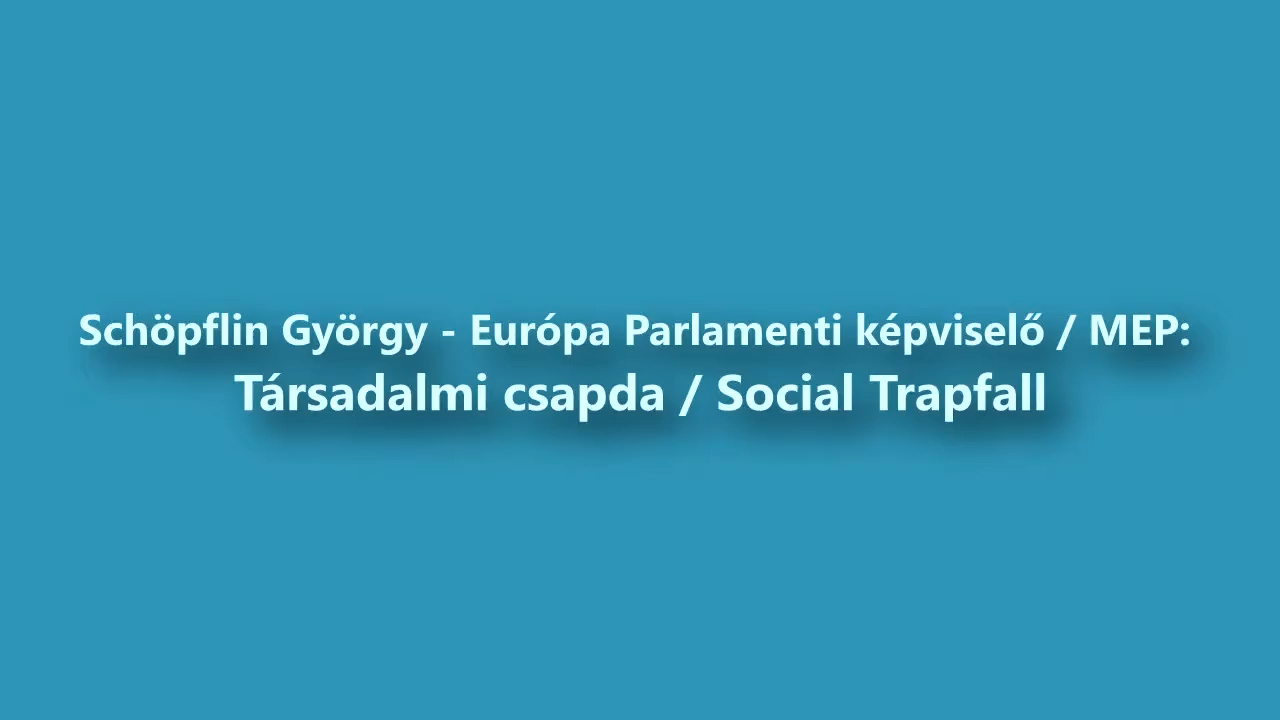 Schöpflin György - Európa Parlamenti képviselő / MEP:
Társadalmi csapda / Social Trapfall